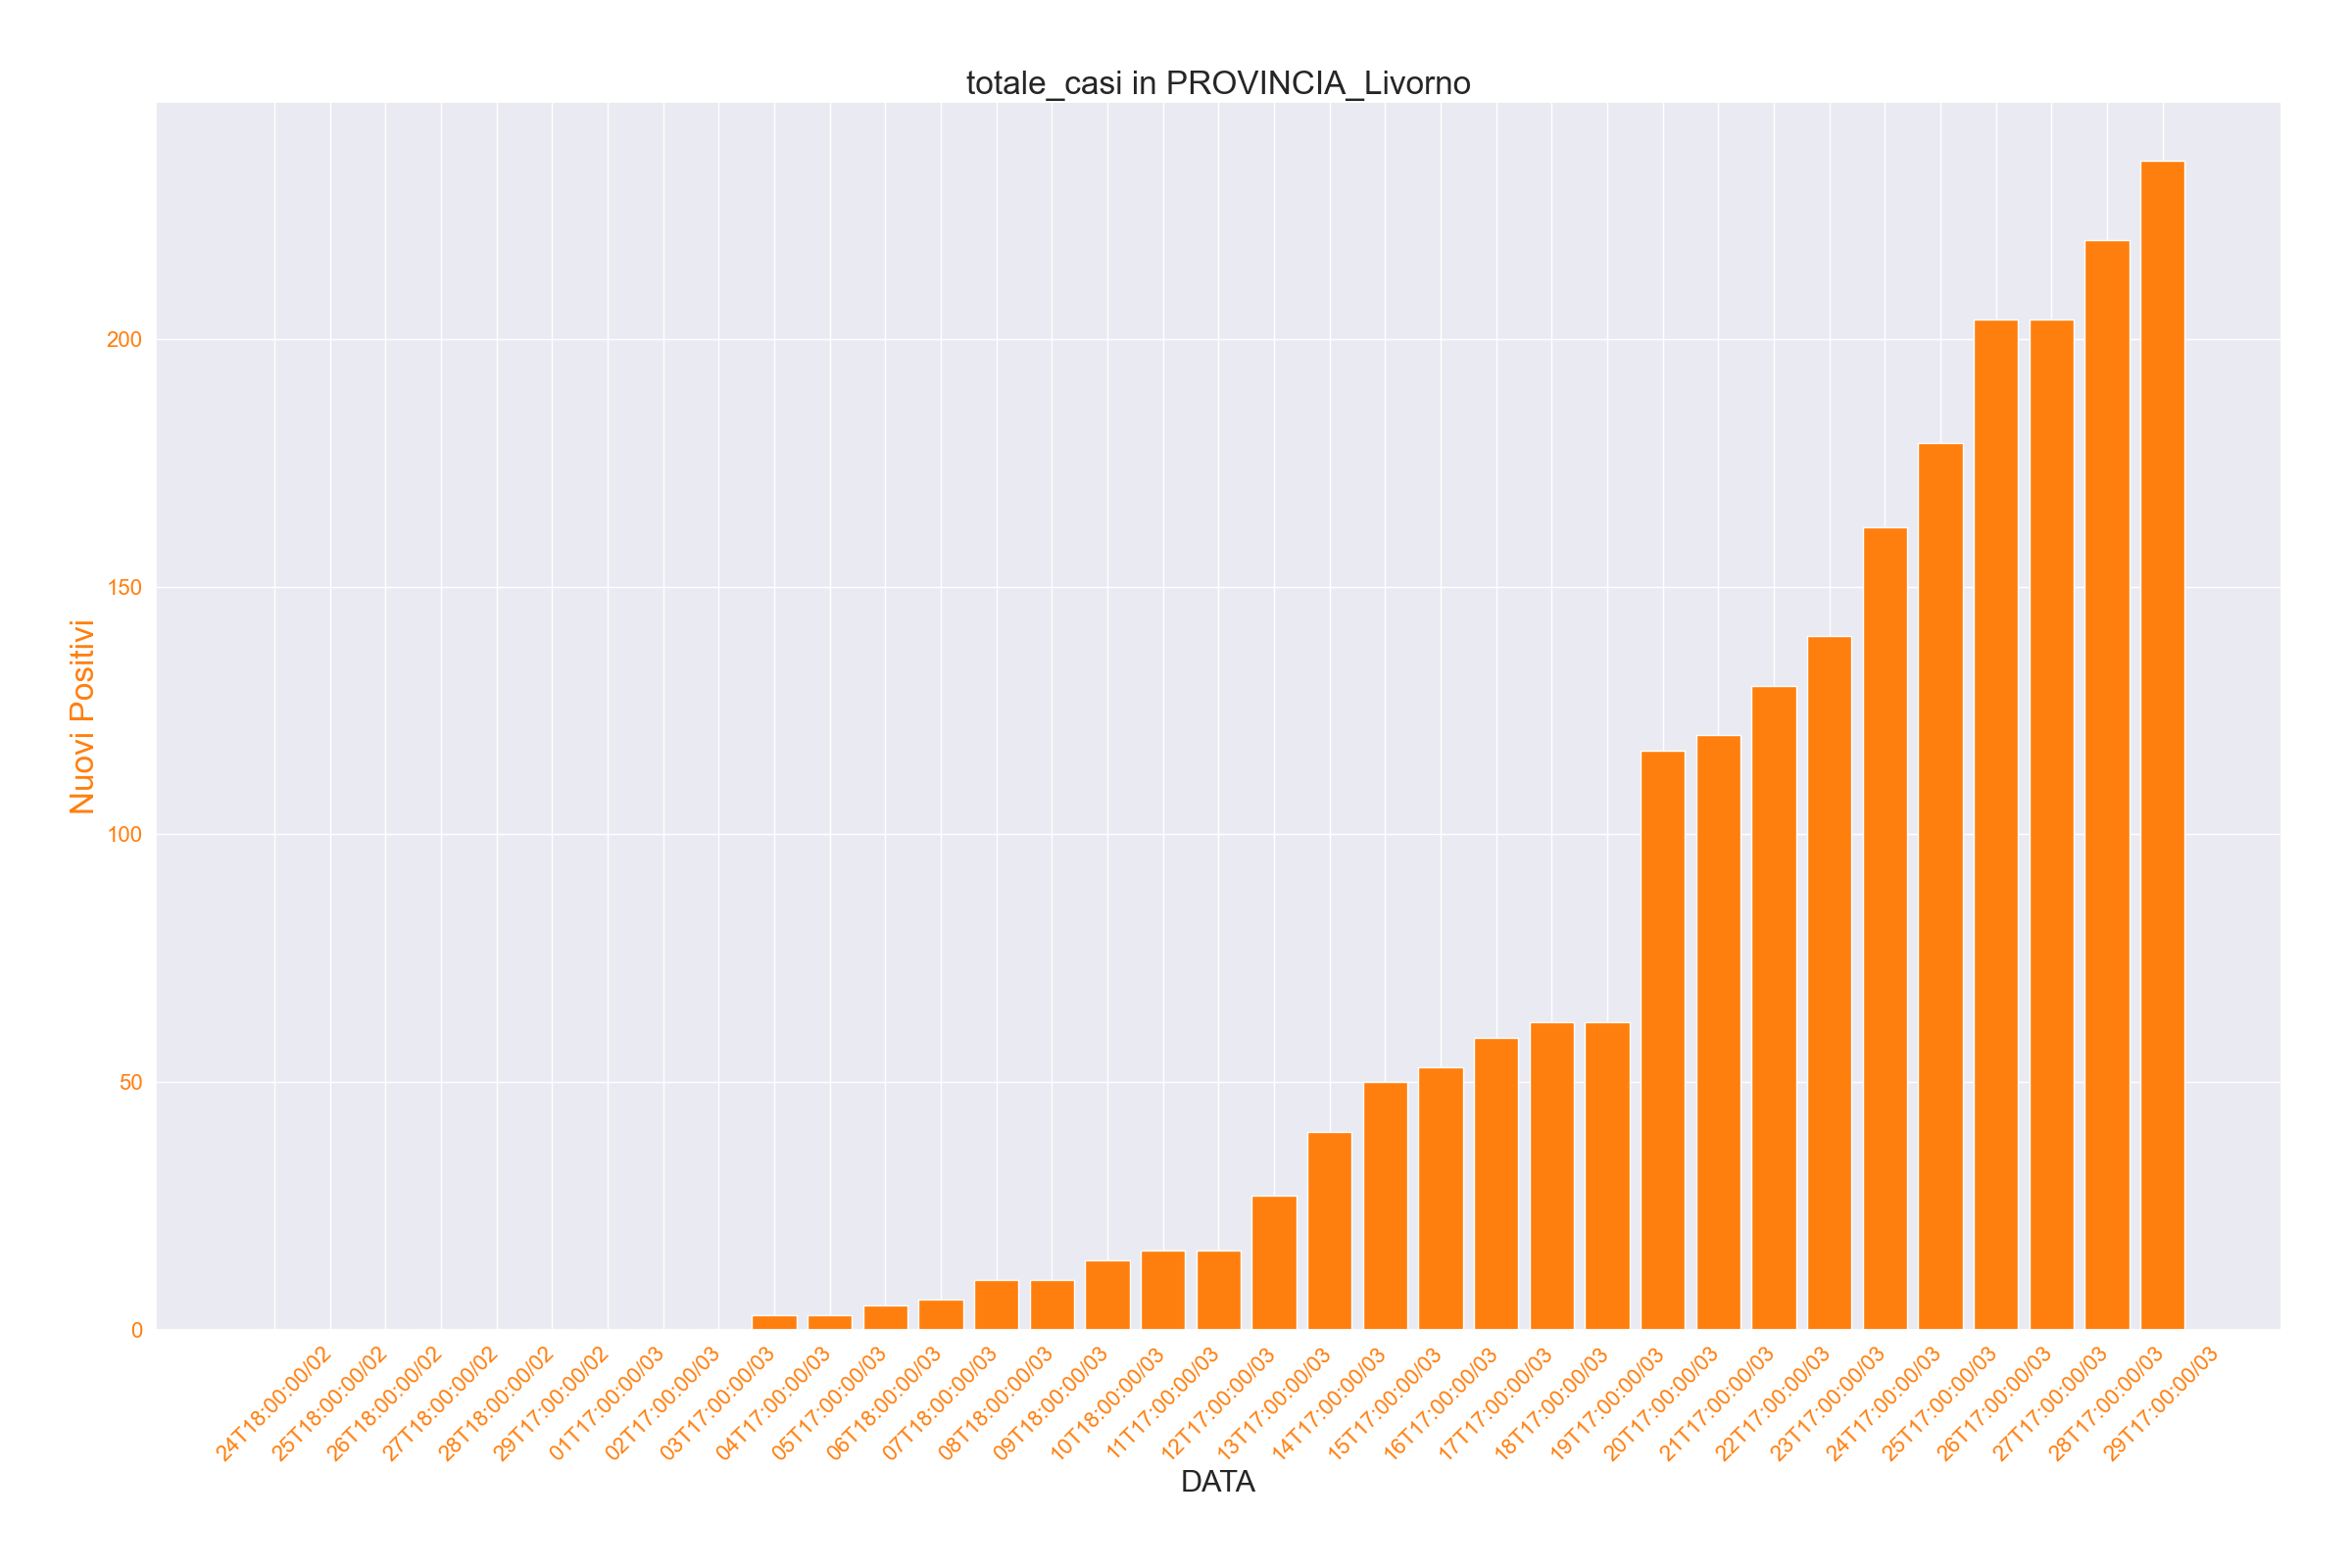 totale_casi in PROVINCIA_Livorno
Nuovi Positivi
200
150
100
50
0
24T18:00:00/02
25T18:00:00/02
26T18:00:00/02
27T18:00:00/02
28T18:00:00/02
29T17:00:00/02
01T17:00:00/03
02T17:00:00/03
03T17:00:00/03
04T17:00:00/03
05T17:00:00/03
06T18:00:00/03
07T18:00:00/03
08T18:00:00/03
09T18:00:00/03
10T18:00:00/03
11T17:00:00/03
12T17:00:00/03
13T17:00:00/03
14T17:00:00/03
15T17:00:00/03
16T17:00:00/03
17T17:00:00/03
18T17:00:00/03
19T17:00:00/03
20T17:00:00/03
21T17:00:00/03
22T17:00:00/03
23T17:00:00/03
24T17:00:00/03
25T17:00:00/03
26T17:00:00/03
27T17:00:00/03
28T17:00:00/03
29T17:00:00/03
DATA